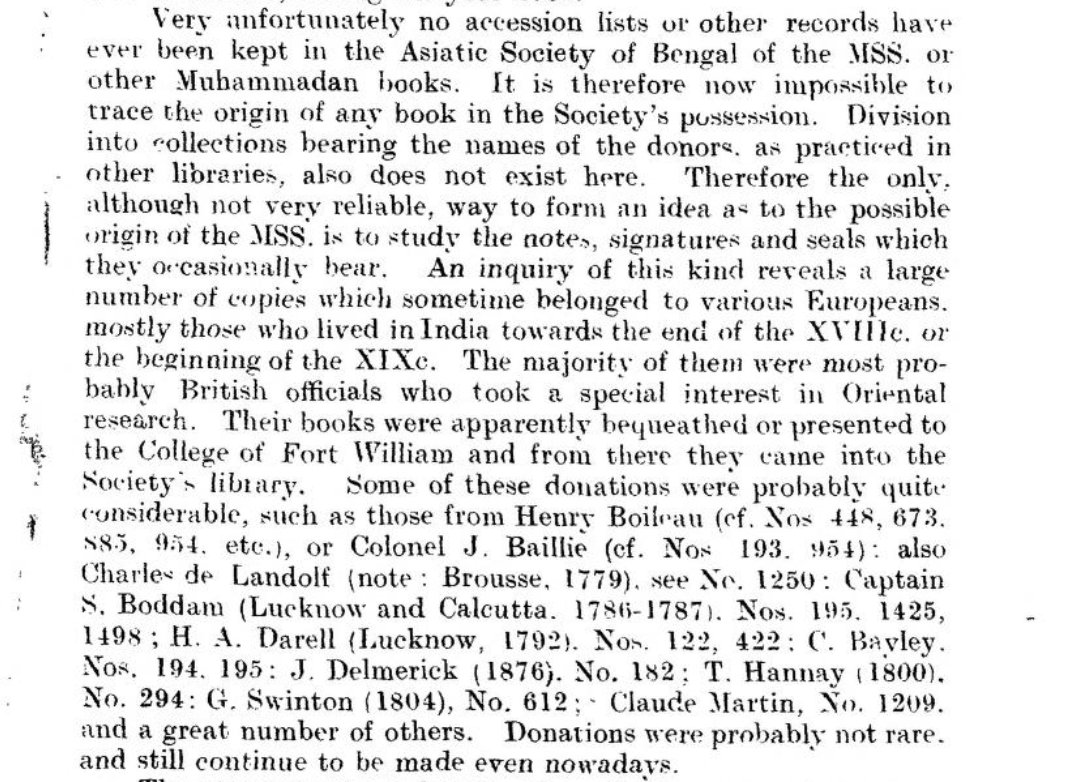 Very unfortunately no accession lists or other records have
ever been kept in the Asiatic Society of Bengal of the MSS. or
other Muhammadan books. It is therefore now impossible to
trace the origin of any book in the Society's possession. Division
into collections bearing the names of the donors, as practiced in
other libraries, also does not exist here. Therefore the only,
although not very reliable, way to form an idea as to the possible
origin of the MSS. is to study the notes, signatures and seals which
they occasionally bear. An inquiry of this kind reveals a large
number of copies which sometime belonged to various Europeans,
mostly those who lived in India towards the end of the XVIIIc. or
the beginning of the XIXc. The majority of them were most pro-
bably British officials who took a special interest in Oriental
research. Their books were apparently bequeathed or presented to
the College of Fort William and from there they came into the
Society's library. Some of these donations were probably quite
considerable, such as those from Henry Boileau (cf. Nos 448, 673,
885, 954, etc.), or Colonel J. Baillie (cf. Nos 193, 954): also
Charles de Landolf (note: Brousse, 1779), see No. 1250: Captain
S. Boddam (Lucknow and Calcutta, 1786-1787), Nos. 195, 1425,
1498; H. A. Darell (Lucknow, 1792), Nos. 122, 422: C. Bayley,
Nos. 194, 195: J. Delmerick (1876), No. 182; T. Hannay (1800),
No. 294: G. Swinton (1804), No. 612; Claude Martin, No. 1209,
and a great number of others. Donations were probably not rare,
and still continue to be made even nowadays.